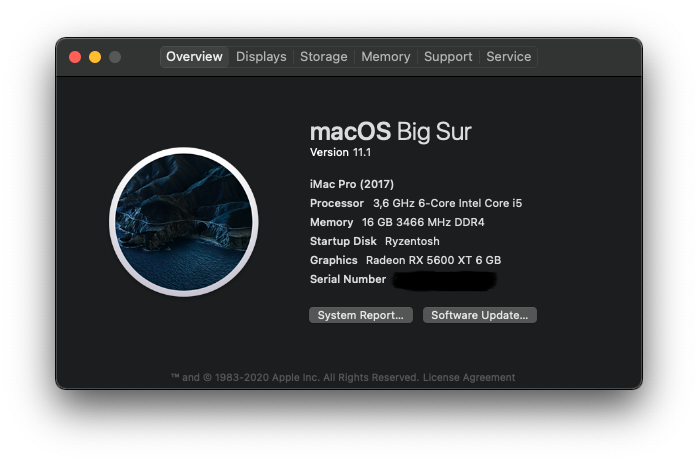 Overview Displays Storage Memory Support Service
macOS Big Sur
Version 11.1
iMac Pro (2017)
Processor 3,6 GHz 6-Core Intel Core i5
Memory 16 GB 3466 MHz DDR4
Startup Disk Ryzentosh
Graphics Radeon RX 5600 XT 6 GB
Serial Number
System Report... Software Update...
™ and © 1983-2020 Apple Inc. All Rights Reserved. License Agreement